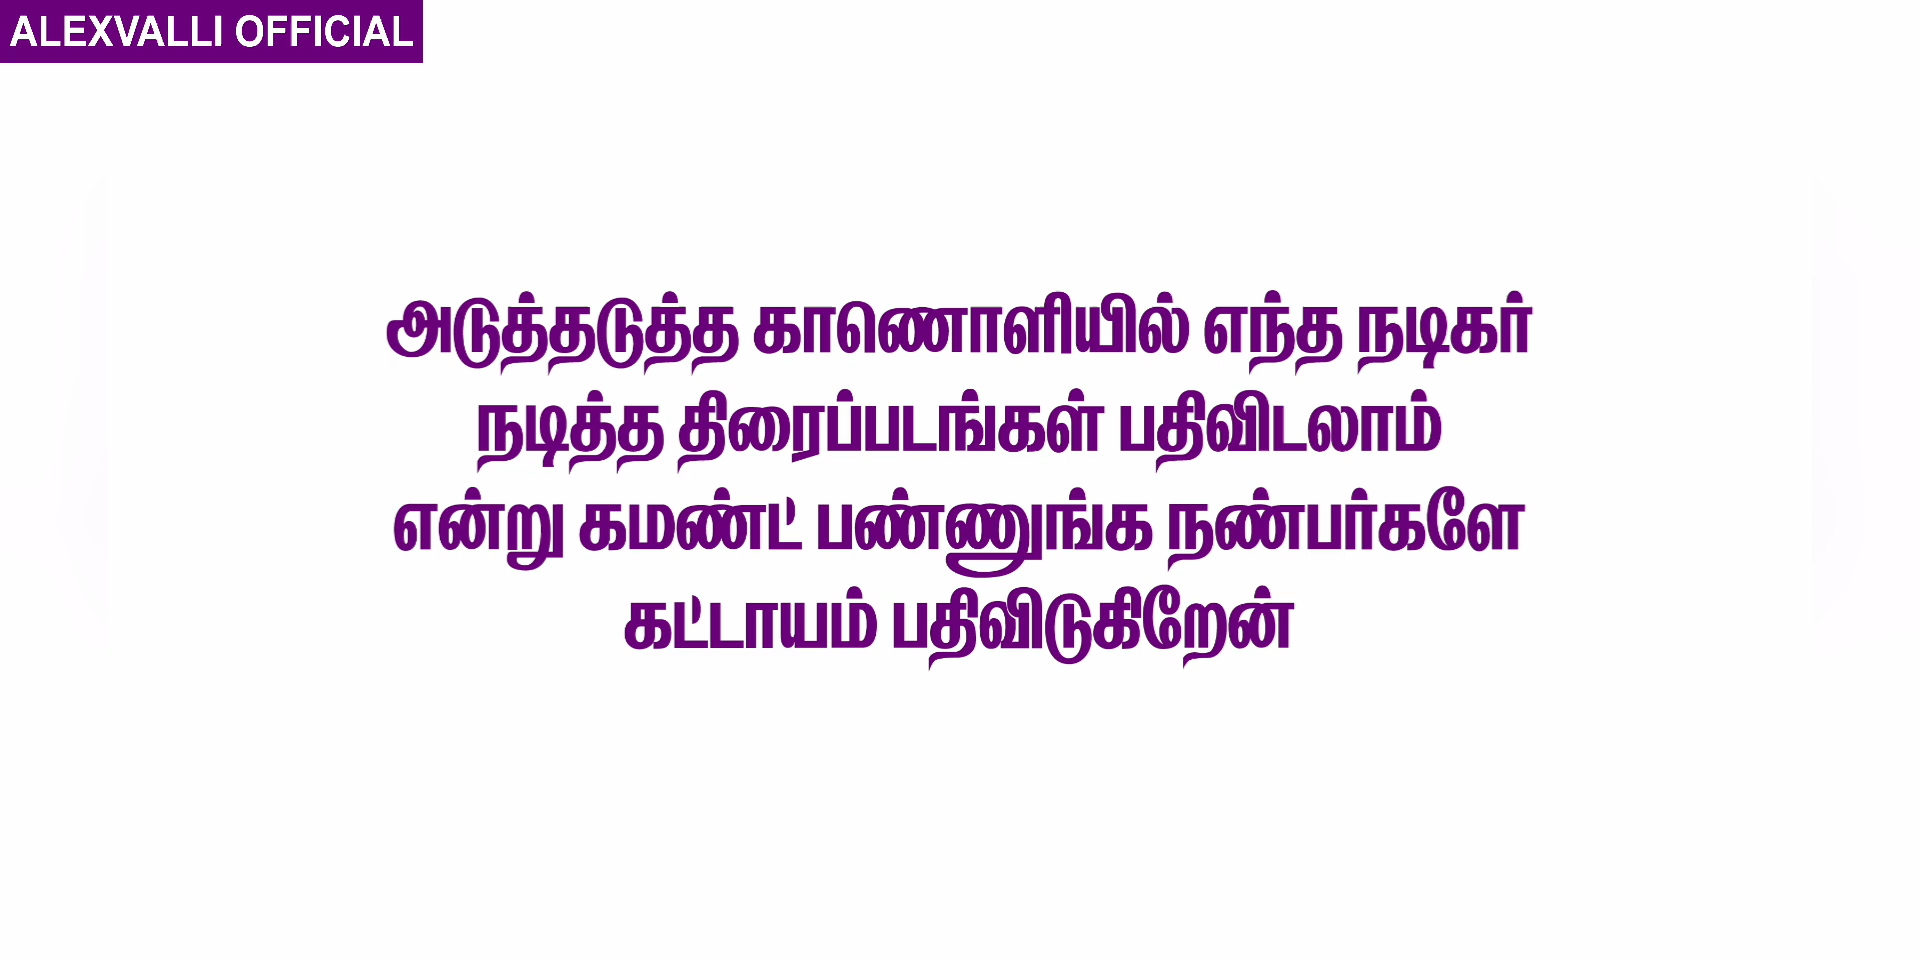 ALEXVALLI OFFICIAL
அடுத்தடுத்த காணொளியில் எந்த நடிகர்
நடித்த திரைப்படங்கள் பதிவிடலாம்
என்று கமண்ட் பண்ணுங்க நண்பர்களே
கட்டாயம் பதிவிடுகிறேன்